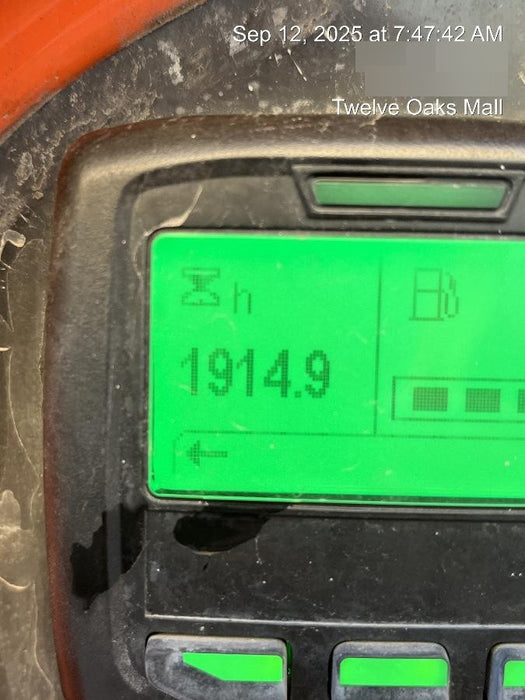 Sep 12, 2025 at 7:47:42 AM
Twelve Oaks Mall
h
1914.9